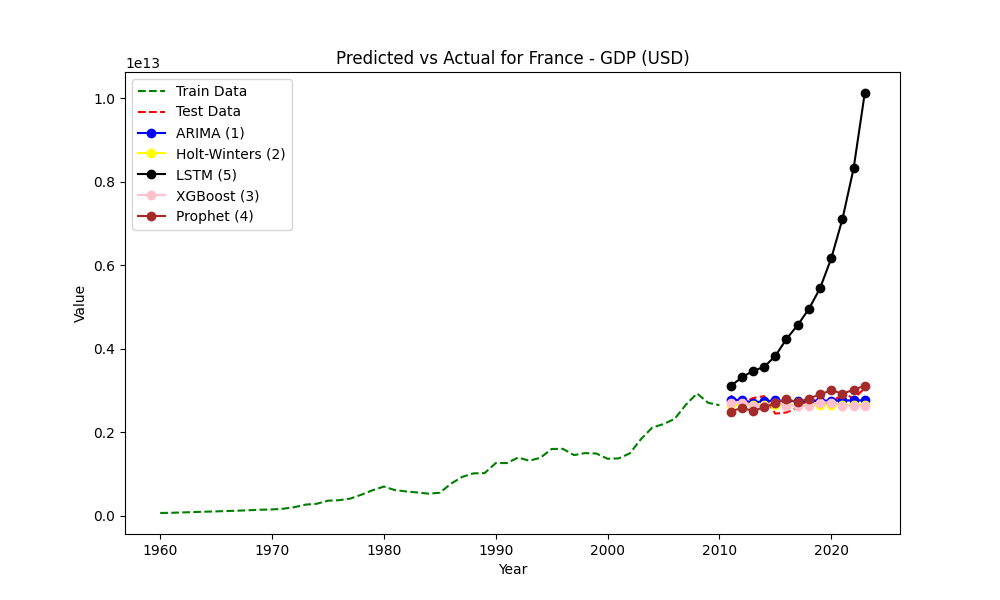 Predicted vs Actual for France - GDP (USD)
1e13
Train Data
Test Data
ARIMA (1)
Holt-Winters (2)
LSTM (5)
XGBoost (3)
Prophet (4)
1.0
0.8
0.6
0.4
0.2
0.0
Value
1960 1970 1980 1990 2000 2010 2020
Year